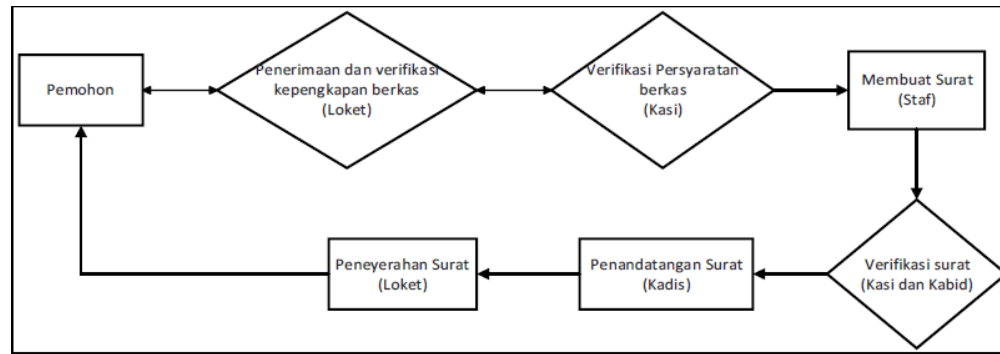 Pemohon
Penerimaan dan verifikasi
kepengkapan berkas
(Loket)
Verifikasi Persyaratan
berkas
(Kasi)
Membuat Surat
(Staf)
Verifikasi surat
(Kasi dan Kabid)
Penandatangan Surat
(Kadis)
Peneyerahan Surat
(Loket)